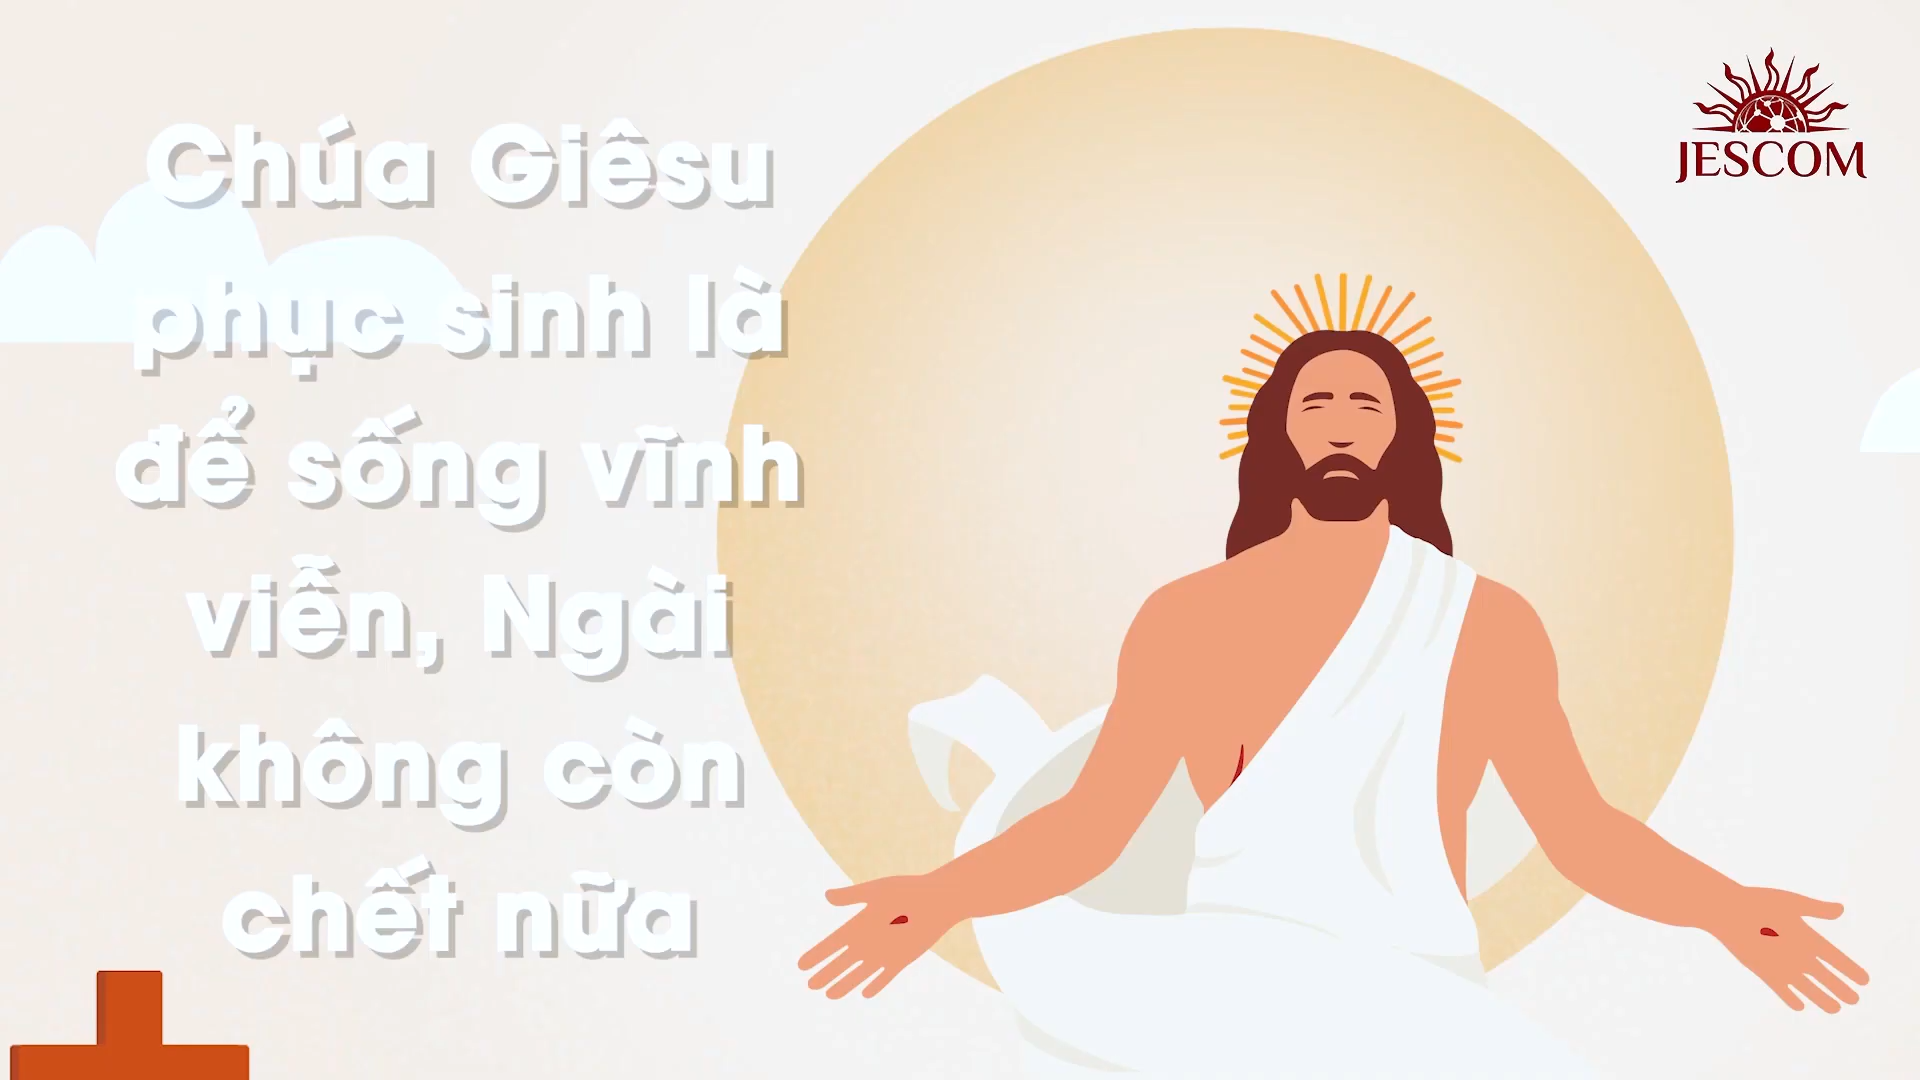 Chúa Giêsu
phục sinh là
để sống vĩnh
viễn, Ngài
không còn
chết nữa
JESCOM